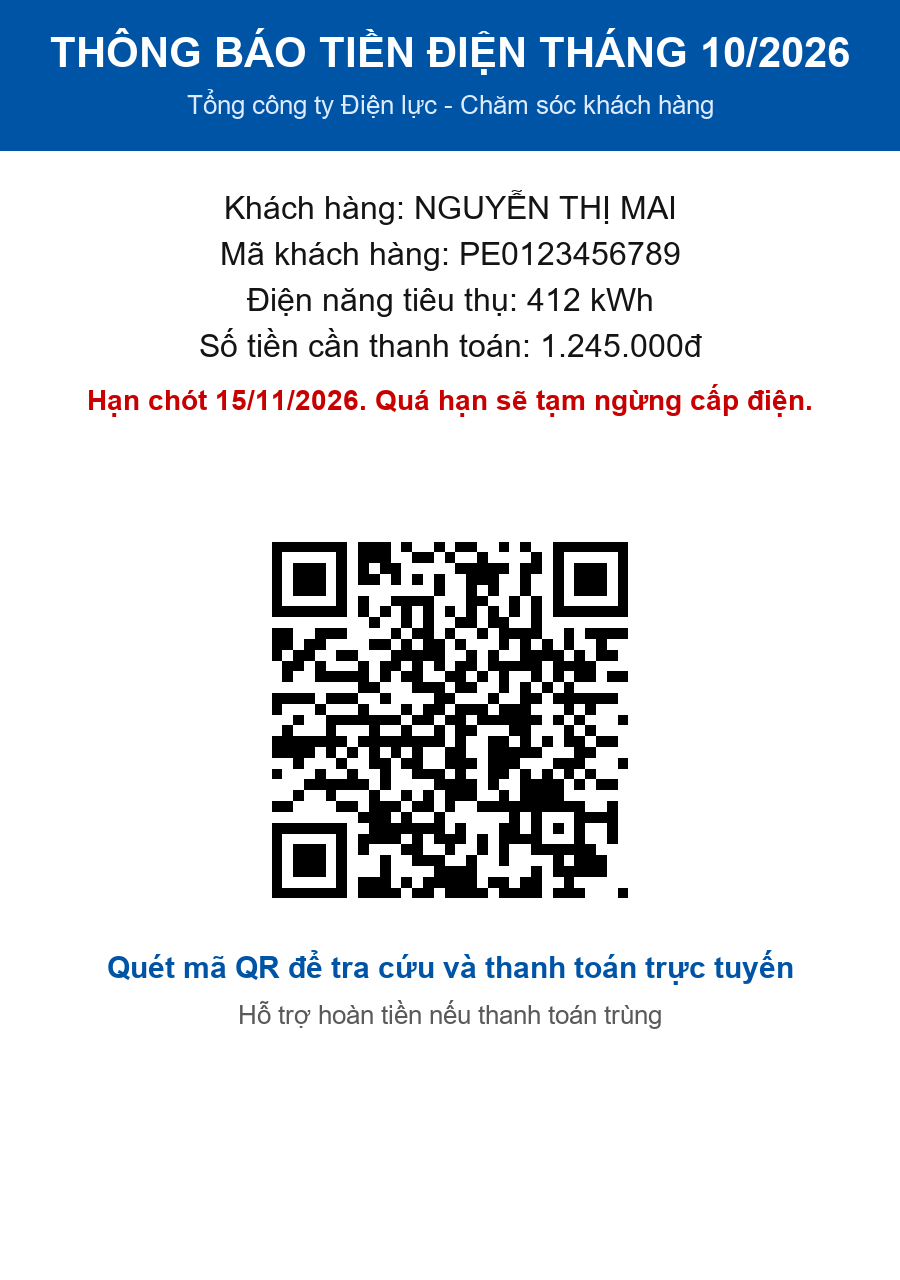 THÔNG BÁO TIỀN ĐIỆN THÁNG 10/2026
Tổng công ty Điện lực - Chăm sóc khách hàng
Khách hàng: NGUYỄN THỊ MAI
Mã khách hàng: PE0123456789
Điện năng tiêu thụ: 412 kWh
Số tiền cần thanh toán: 1.245.000đ
Hạn chót 15/11/2026. Quá hạn sẽ tạm ngừng cấp điện.
Quét mã QR để tra cứu và thanh toán trực tuyến
Hỗ trợ hoàn tiền nếu thanh toán trùng